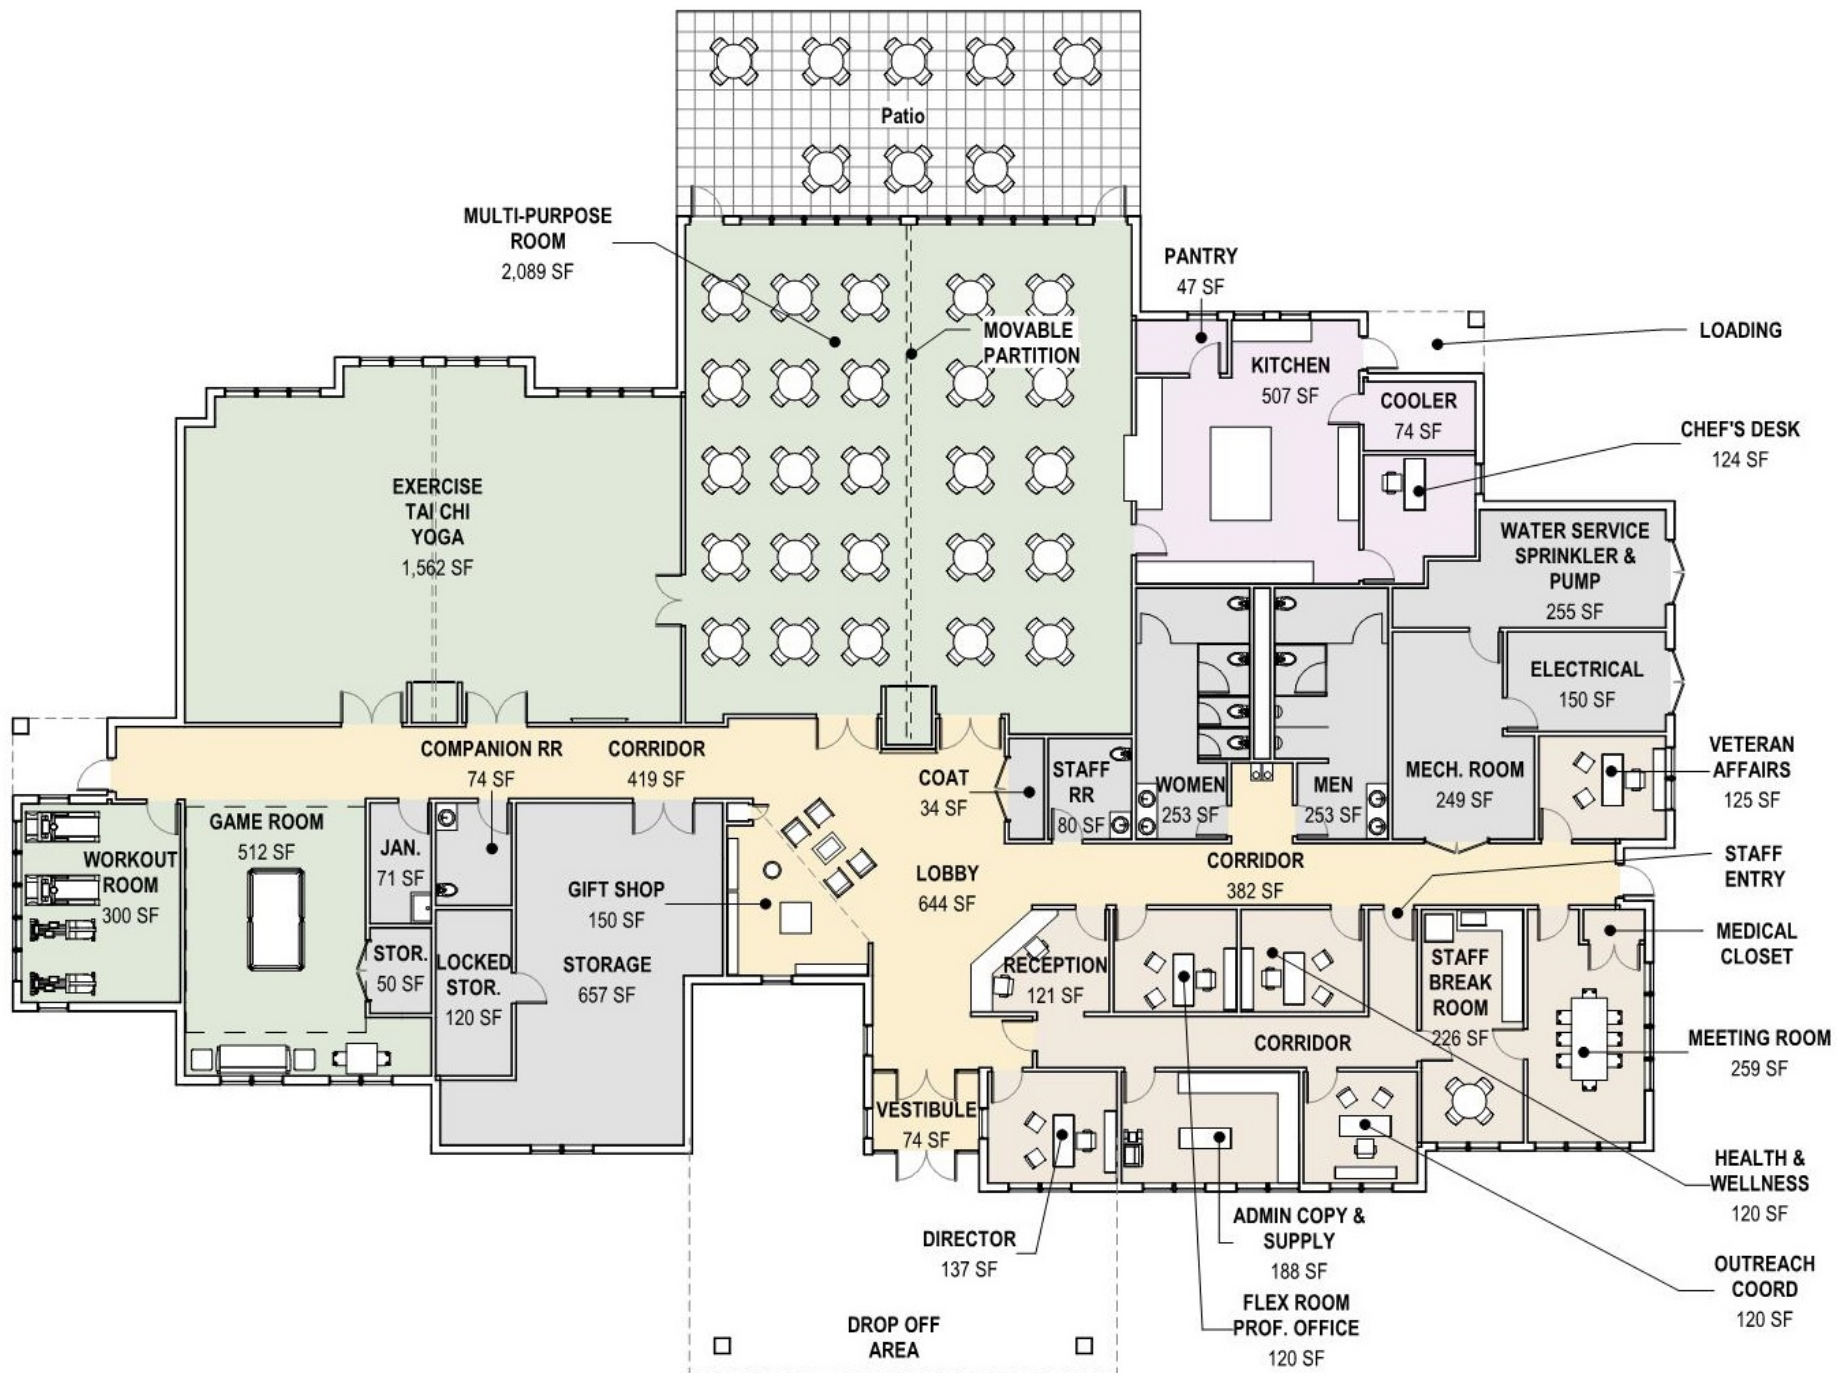 Patio
MULTI-PURPOSE
ROOM
2,089 SF
MOVABLE
PARTITION
PANTRY
47 SF
LOADING
KITCHEN
507 SF
COOLER
74 SF
CHEF'S DESK
124 SF
EXERCISE
TAI CHI
YOGA
1,562 SF
WATER SERVICE
SPRINKLER &
PUMP
255 SF
ELECTRICAL
150 SF
COMPANION RR
74 SF
CORRIDOR
419 SF
COAT
34 SF
STAFF
RR
80 SF
WOMEN
253 SF
MEN
253 SF
MECH. ROOM
249 SF
VETERAN
AFFAIRS
125 SF
WORKOUT
ROOM
300 SF
GAME ROOM
512 SF
JAN.
71 SF
STOR.
50 SF
LOCKED
STOR.
120 SF
GIFT SHOP
150 SF
STORAGE
657 SF
LOBBY
644 SF
CORRIDOR
382 SF
STAFF
ENTRY
MEDICAL
CLOSET
RECEPTION
121 SF
STAFF
BREAK
ROOM
226 SF
CORRIDOR
MEETING ROOM
259 SF
VESTIBULE
74 SF
HEALTH &
WELLNESS
120 SF
DIRECTOR
137 SF
ADMIN COPY &
SUPPLY
188 SF
OUTREACH
COORD
120 SF
FLEX ROOM
PROF. OFFICE
120 SF
DROP OFF
AREA